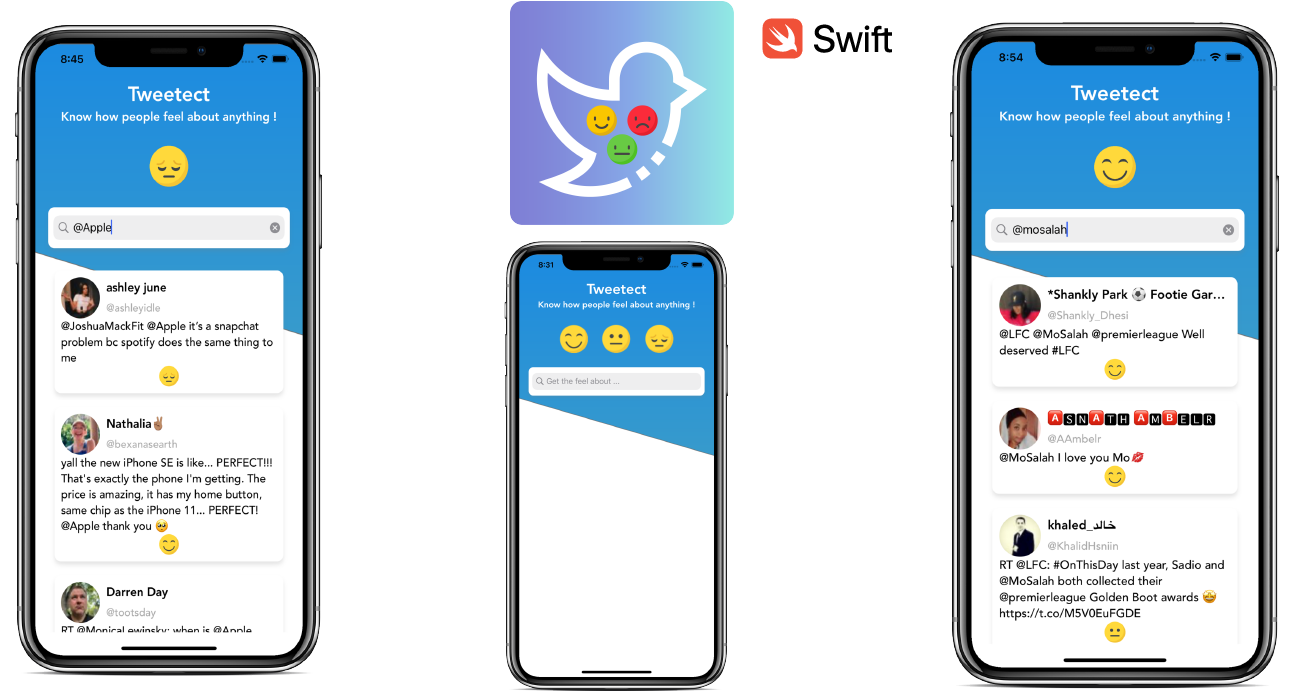 8:45
Tweetect
Know how people feel about anything !
@Apple
ashley june
@ashleyidle
@JoshuaMackFit @Apple it's a snapchat
problem bc spotify does the same thing to
me
Nathalia✌🏽
@bexanasearth
yall the new iPhone SE is like... PERFECT!!!
That's exactly the phone I'm getting. The
price is amazing, it has my home button,
same chip as the iPhone 11... PERFECT!
@Apple thank you 🥺
Darren Day
@tootsday
RT @MonicaLewinsky: when is @Apple
8:31
Tweetect
Know how people feel about anything !
Get the feel about ...
Swift
8:54
Tweetect
Know how people feel about anything !
@mosalah
*Shankly Park ⚽ Footie Gar...
@Shankly_Dhesi
@LFC @MoSalah @premierleague Well
deserved #LFC
🅰🆂🅽🅰🆃🅷 🅰🅼🅱🅴🅻🆁
@AAmbelr
@MoSalah I love you Mo💋
khaled_خالد
@KhalidHsniin
RT @LFC: #OnThisDay last year, Sadio and
@MoSalah both collected their
@premierleague Golden Boot awards 🤩
https://t.co/M5V0EuFGDE